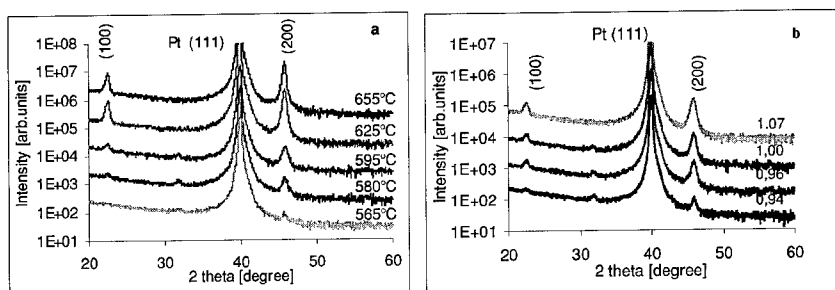 a
(100)
Pt (111)
(200)
Intensity [arb.units]
1E+08
1E+07
1E+06
1E+05
1E+04
1E+03
1E+02
1E+01
655°C
625°C
595°C
580°C
565°C
20 30 40 50 60
2 theta [degree]
b
(100)
Pt (111)
(200)
Intensity [arb.units]
1E+07
1E+06
1E+05
1E+04
1E+03
1E+02
1E+01
1.07
1.00
0,96
0,94
20 30 40 50 60
2 theta [degree]